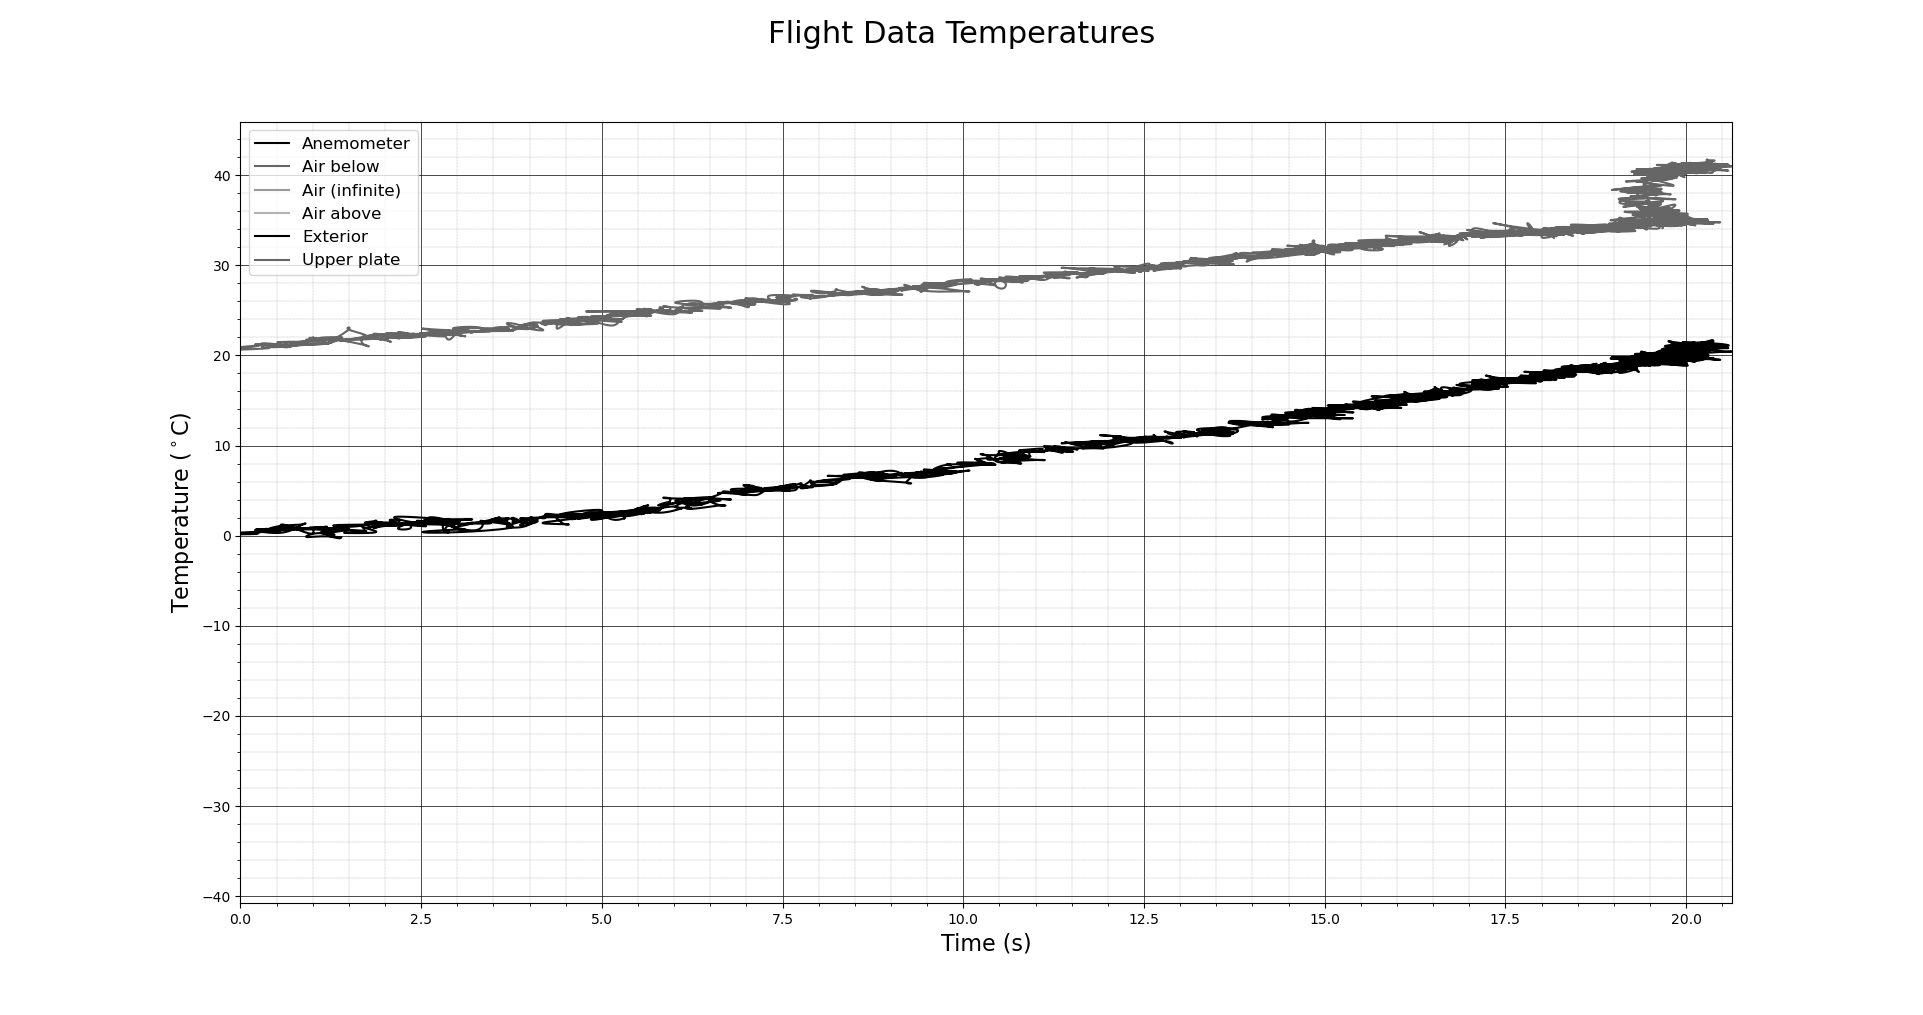 Flight Data Temperatures
Anemometer
Air below
Air (infinite)
Air above
Exterior
Upper plate
Temperature (°C)
40
30
20
10
0
−10
−20
−30
−40
0.0 2.5 5.0 7.5 10.0 12.5 15.0 17.5 20.0
Time (s)